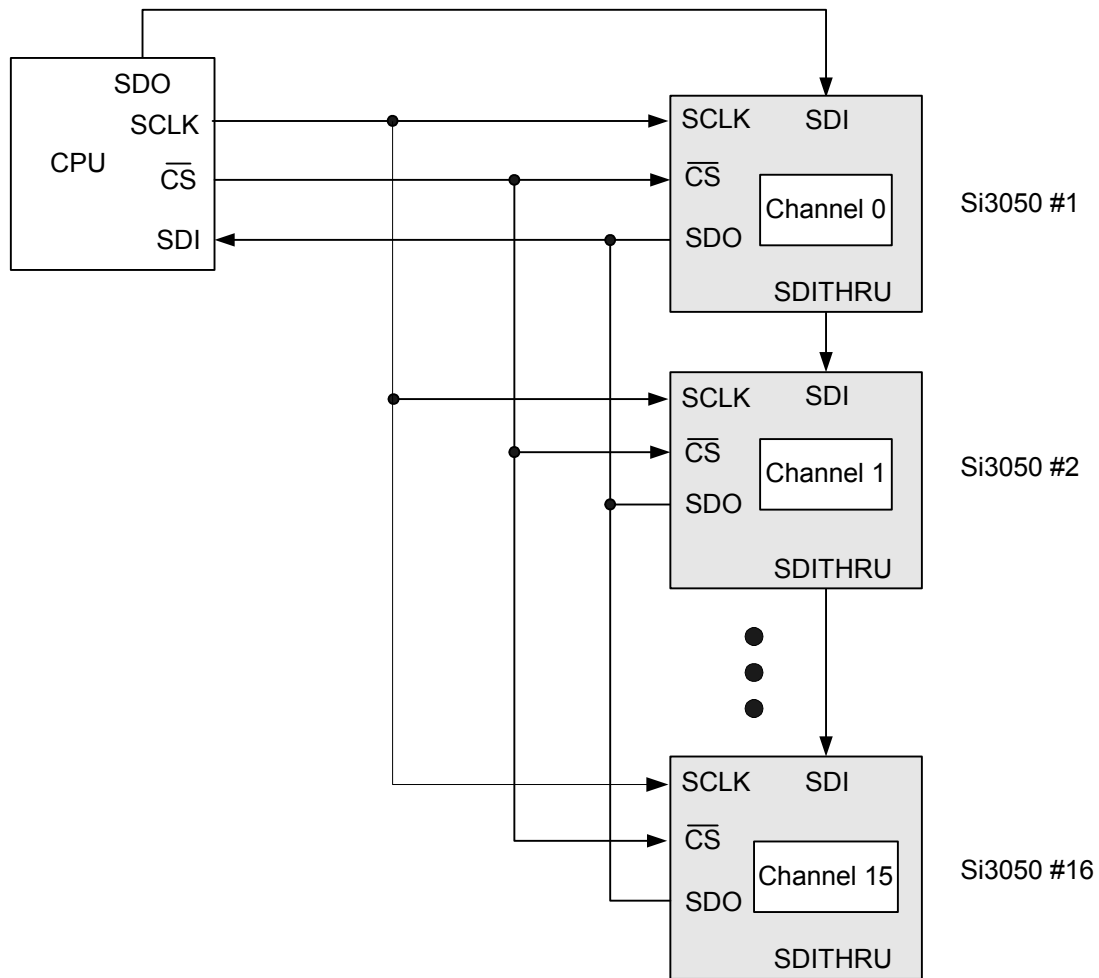 SDO
SCLK
CPU
CS
SDI
SCLK
SDI
CS
Channel 0
SDO
SDITHRU
Si3050 #1
SCLK
SDI
CS
Channel 1
SDO
SDITHRU
Si3050 #2
SCLK
SDI
CS
Channel 15
SDO
SDITHRU
Si3050 #16